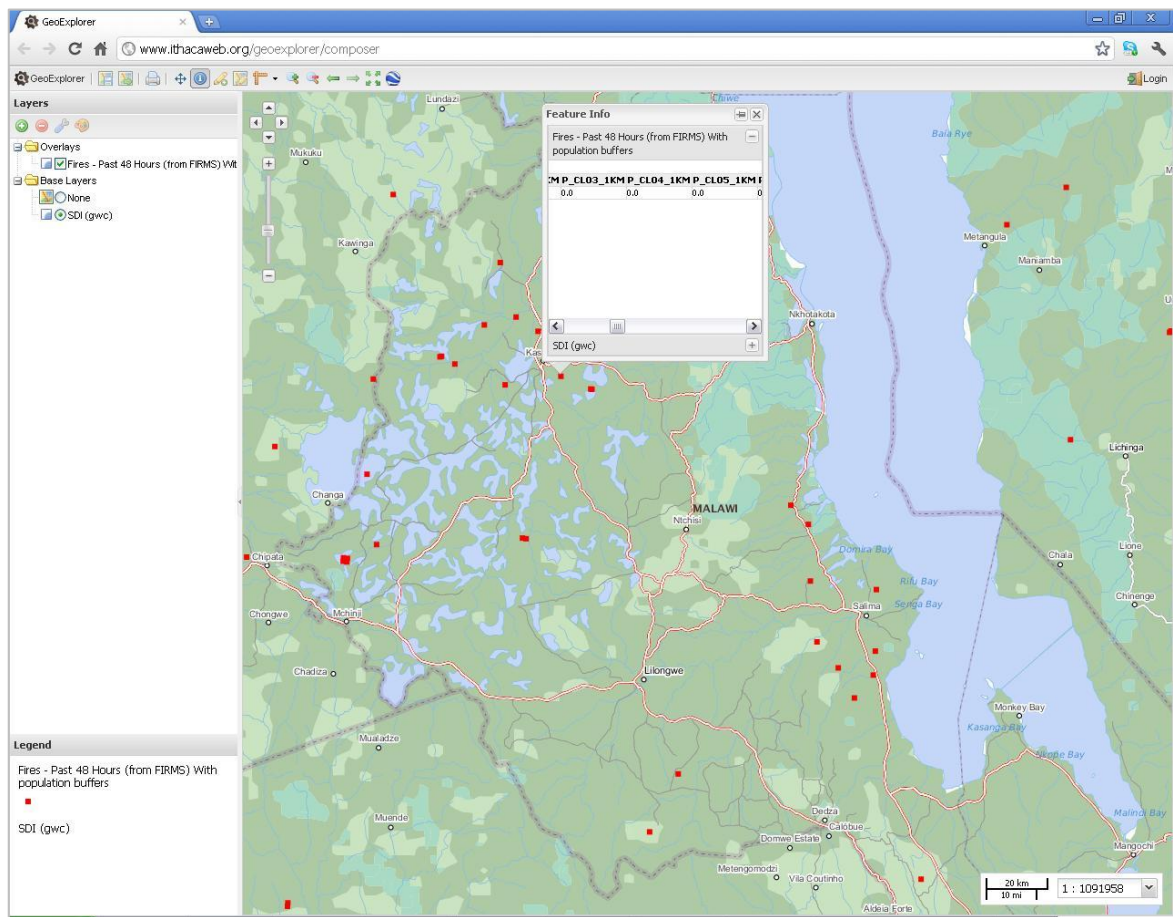 GeoExplorer
www.ithacaweb.org/geoexplorer/composer
GeoExplorer
Login
Layers
Overlays
Fires - Past 48 Hours (from FIRMS) Wit
Base Layers
None
SDI (gwc)
Legend
Fires - Past 48 Hours (from FIRMS) With
population buffers
SDI (gwc)
Feature Info
Fires - Past 48 Hours (from FIRMS) With
population buffers
P_CL03_1KM P_CL04_1KM P_CL05_1KM
0.0 0.0 0.0
SDI (gwc)
Lundazi
Chiwe
Mukuku
Baia Rye
Kawinga
Metangula
Maniamba
Nkhotakota
Kas
Lichinga
Changa
MALAWI
Ntchisi
Domira Bay
Chipata
Lione
Chala
Rifu Bay
Chinenge
Senga Bay
Salima
Chongwe
Mchinji
Chadiza
Lilongwe
Monkey Bay
Kasanga Bay
Mualadze
Nkope Bay
Dedza
Muende
Calobue
Malindi Bay
Domwe Estate
Mangochi
Metengomodzi
Vila Coutinho
Aldeia Forte
20 km
10 mi
1 : 1091958